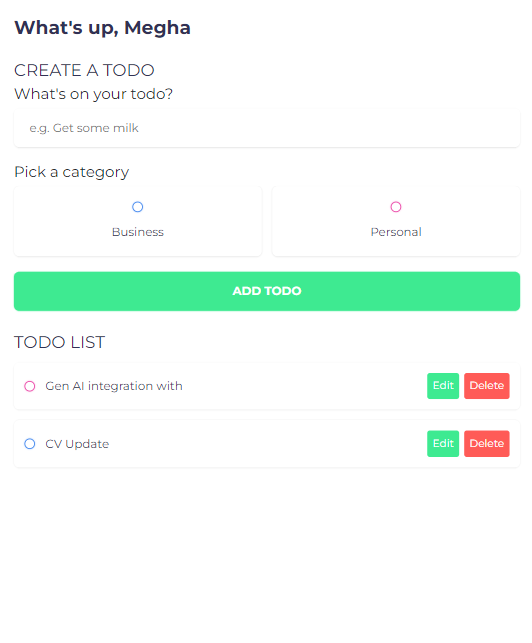 What's up, Megha
CREATE A TODO
What's on your todo?
e.g. Get some milk
Pick a category
Business
Personal
ADD TODO
TODO LIST
Gen AI integration with
Edit
Delete
CV Update
Edit
Delete